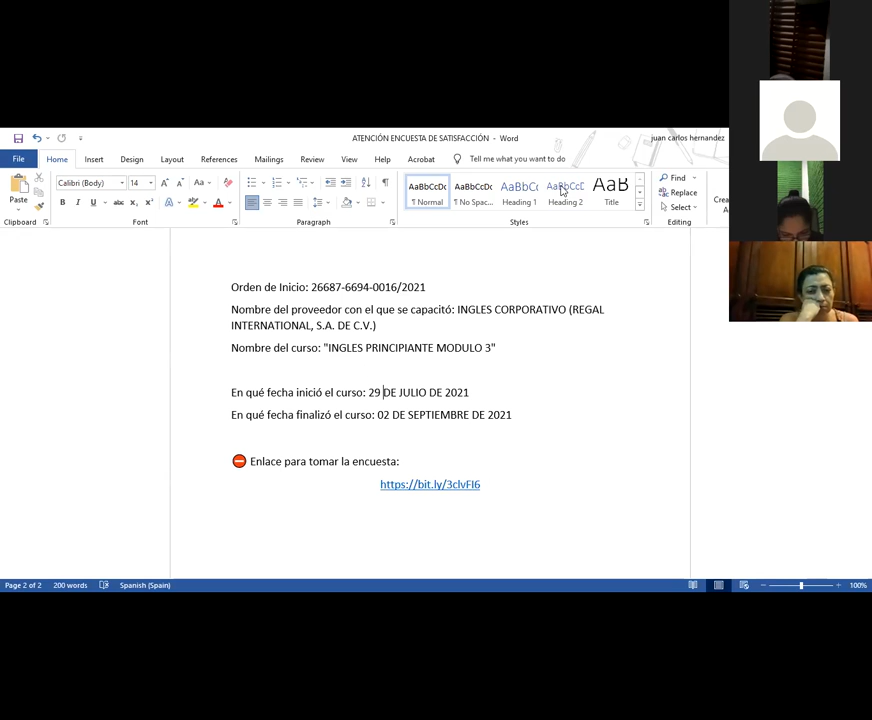 ATENCIÓN ENCUESTA DE SATISFACCIÓN - Word
juan carlos hernandez
File Home Insert Design Layout References Mailings Review View Help Acrobat Tell me what you want to do
Paste
Calibri (Body) 14
AaBbCcDc AaBbCcDc AaBbCc AaBbCcD AaB
¶ Normal ¶ No Spac... Heading 1 Heading 2 Title
Find
Replace
Select
Crea
A
Clipboard Font Paragraph Styles Editing
Orden de Inicio: 26687-6694-0016/2021
Nombre del proveedor con el que se capacitó: INGLES CORPORATIVO (REGAL
INTERNATIONAL, S.A. DE C.V.)
Nombre del curso: "INGLES PRINCIPIANTE MODULO 3"
En qué fecha inició el curso: 29 DE JULIO DE 2021
En qué fecha finalizó el curso: 02 DE SEPTIEMBRE DE 2021
Enlace para tomar la encuesta:
https://bit.ly/3clvFI6
Page 2 of 2 200 words Spanish (Spain) 100%